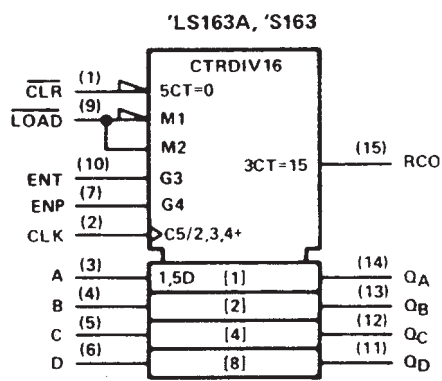 'LS163A, 'S163
CTRDIV16
CLR (1) 5CT=0
LOAD (9) M1
M2
3CT=15 (15) RCO
ENT (10) G3
ENP (7) G4
CLK (2) C5/2,3,4+
A (3) 1,5D [1] (14) QA
B (4) [2] (13) QB
C (5) [4] (12) QC
D (6) [8] (11) QD